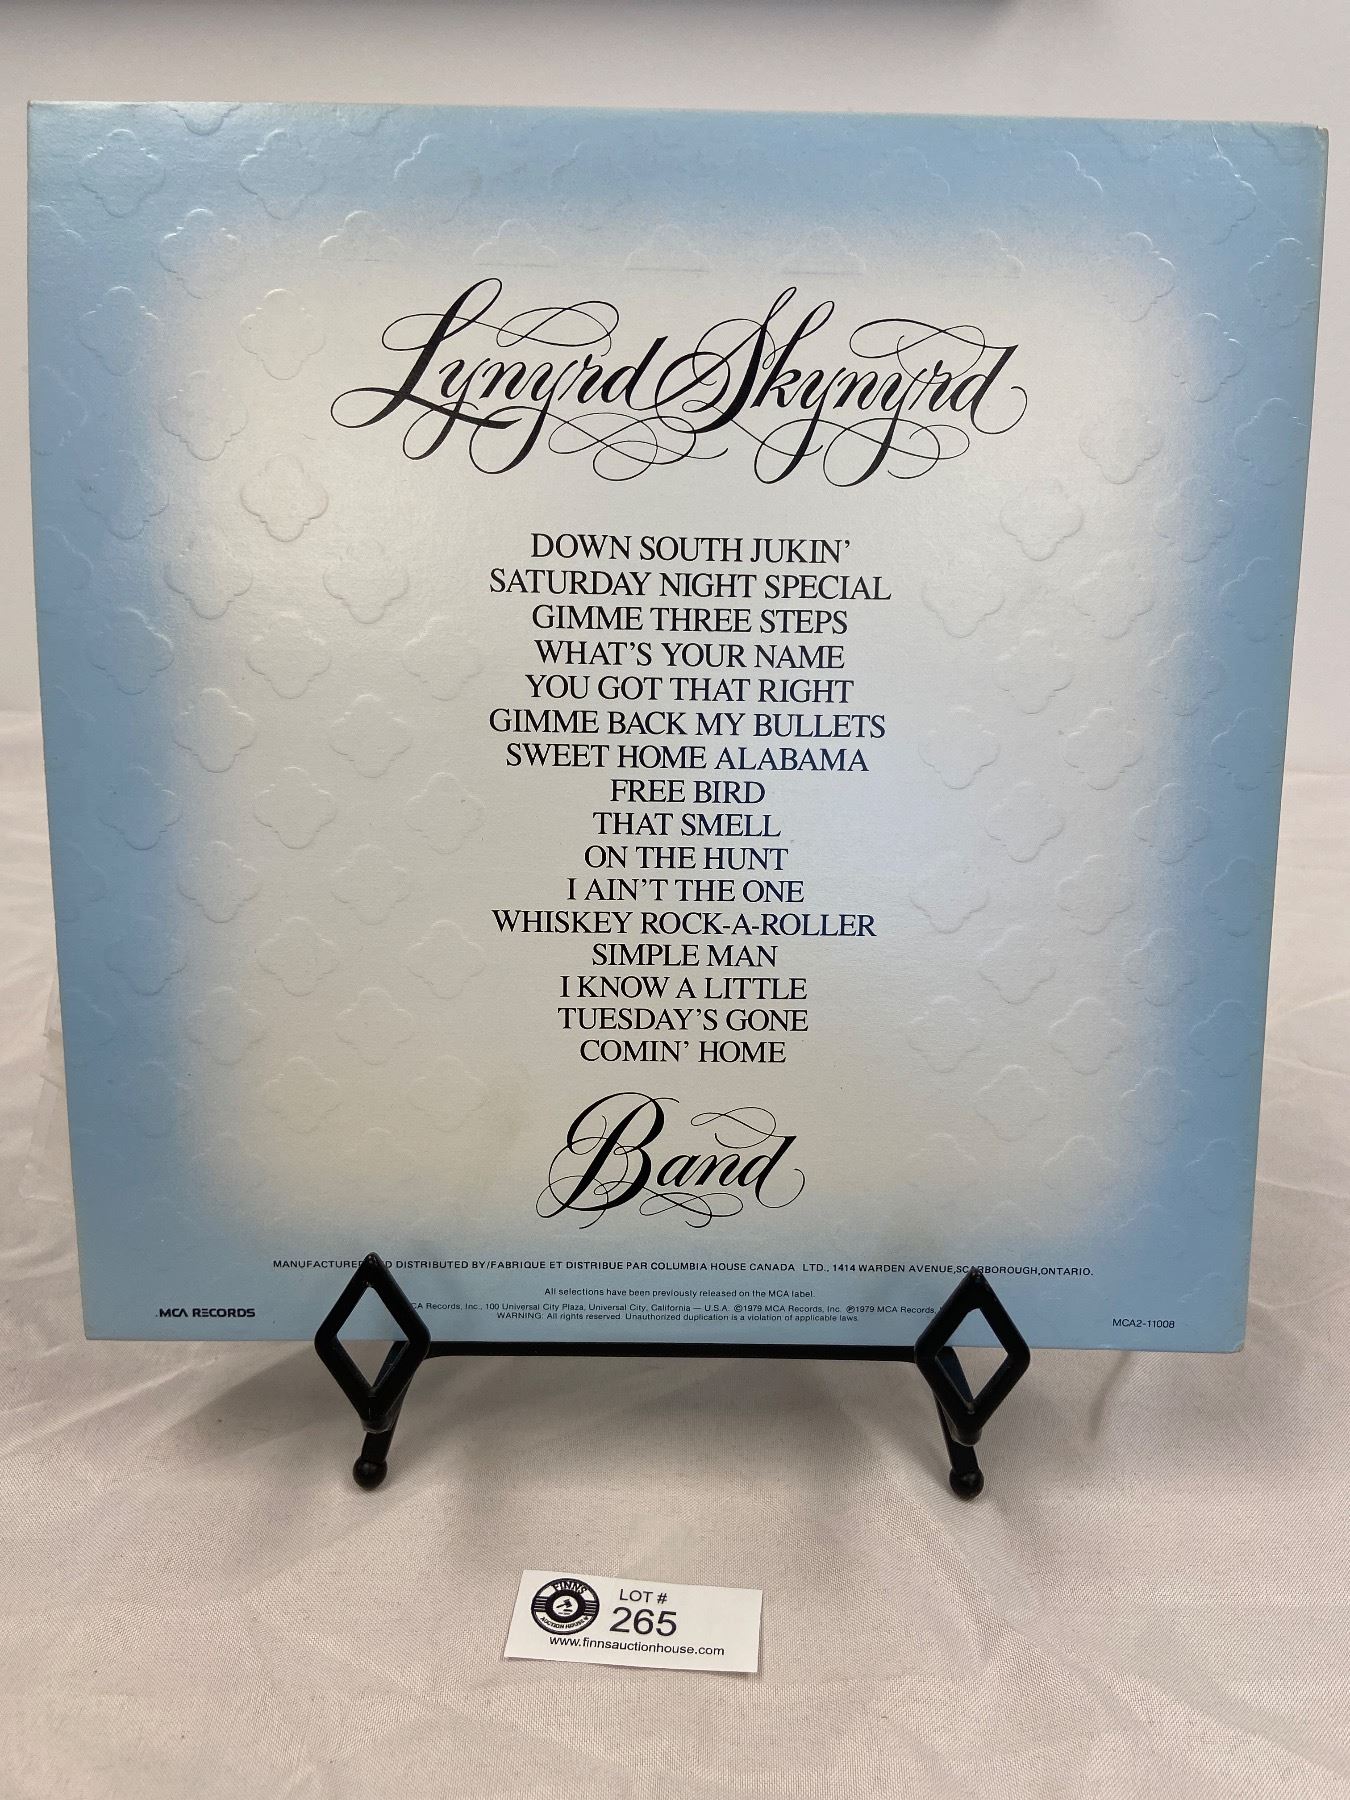 Lynyrd Skynyrd
DOWN SOUTH JUKIN'
SATURDAY NIGHT SPECIAL
GIMME THREE STEPS
WHAT'S YOUR NAME
YOU GOT THAT RIGHT
GIMME BACK MY BULLETS
SWEET HOME ALABAMA
FREE BIRD
THAT SMELL
ON THE HUNT
I AIN'T THE ONE
WHISKEY ROCK-A-ROLLER
SIMPLE MAN
I KNOW A LITTLE
TUESDAY'S GONE
COMIN' HOME
Band
MANUFACTURED DISTRIBUTED BY/FABRIQUE ET DISTRIBUE PAR COLUMBIA HOUSE CANADA LTD., 1414 WARDEN AVENUE,SCARBOROUGH,ONTARIO.
All selections have been previously released on the MCA label.
MCA RECORDS
CA Records, Inc., 100 Universal City Plaza, Universal City, California — U.S.A. ©1979 MCA Records, Inc. ℗1979 MCA Records,
WARNING: All rights reserved. Unauthorized duplication is a violation of applicable laws.
MCA2-11008
FINNS
AUCTION HOUSE
LOT #
265
www.finnsauctionhouse.com